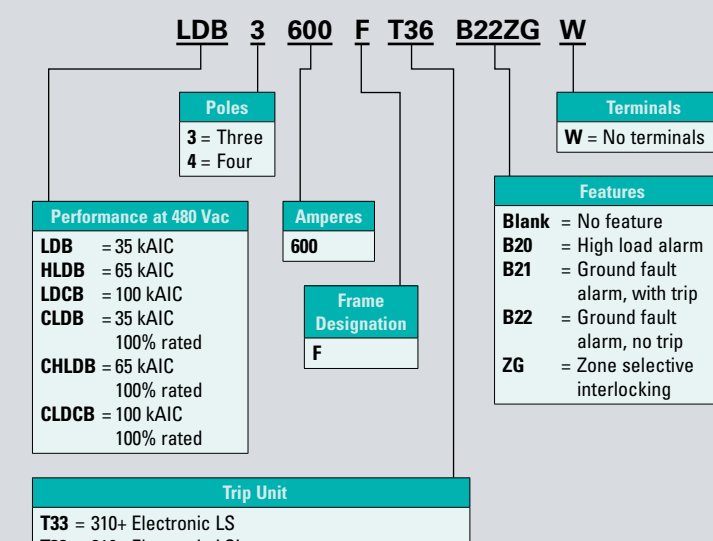 LDB 3 600 F T36 B22ZG W
Poles
3 = Three
4 = Four
Terminals
W = No terminals
Performance at 480 Vac
LDB = 35 kAIC
HLDB = 65 kAIC
LDCB = 100 kAIC
CLDB = 35 kAIC
100% rated
CHLDB = 65 kAIC
100% rated
CLDCB = 100 kAIC
100% rated
Amperes
600
Frame
Designation
F
Features
Blank = No feature
B20 = High load alarm
B21 = Ground fault
alarm, with trip
B22 = Ground fault
alarm, no trip
ZG = Zone selective
interlocking
Trip Unit
T33 = 310+ Electronic LS